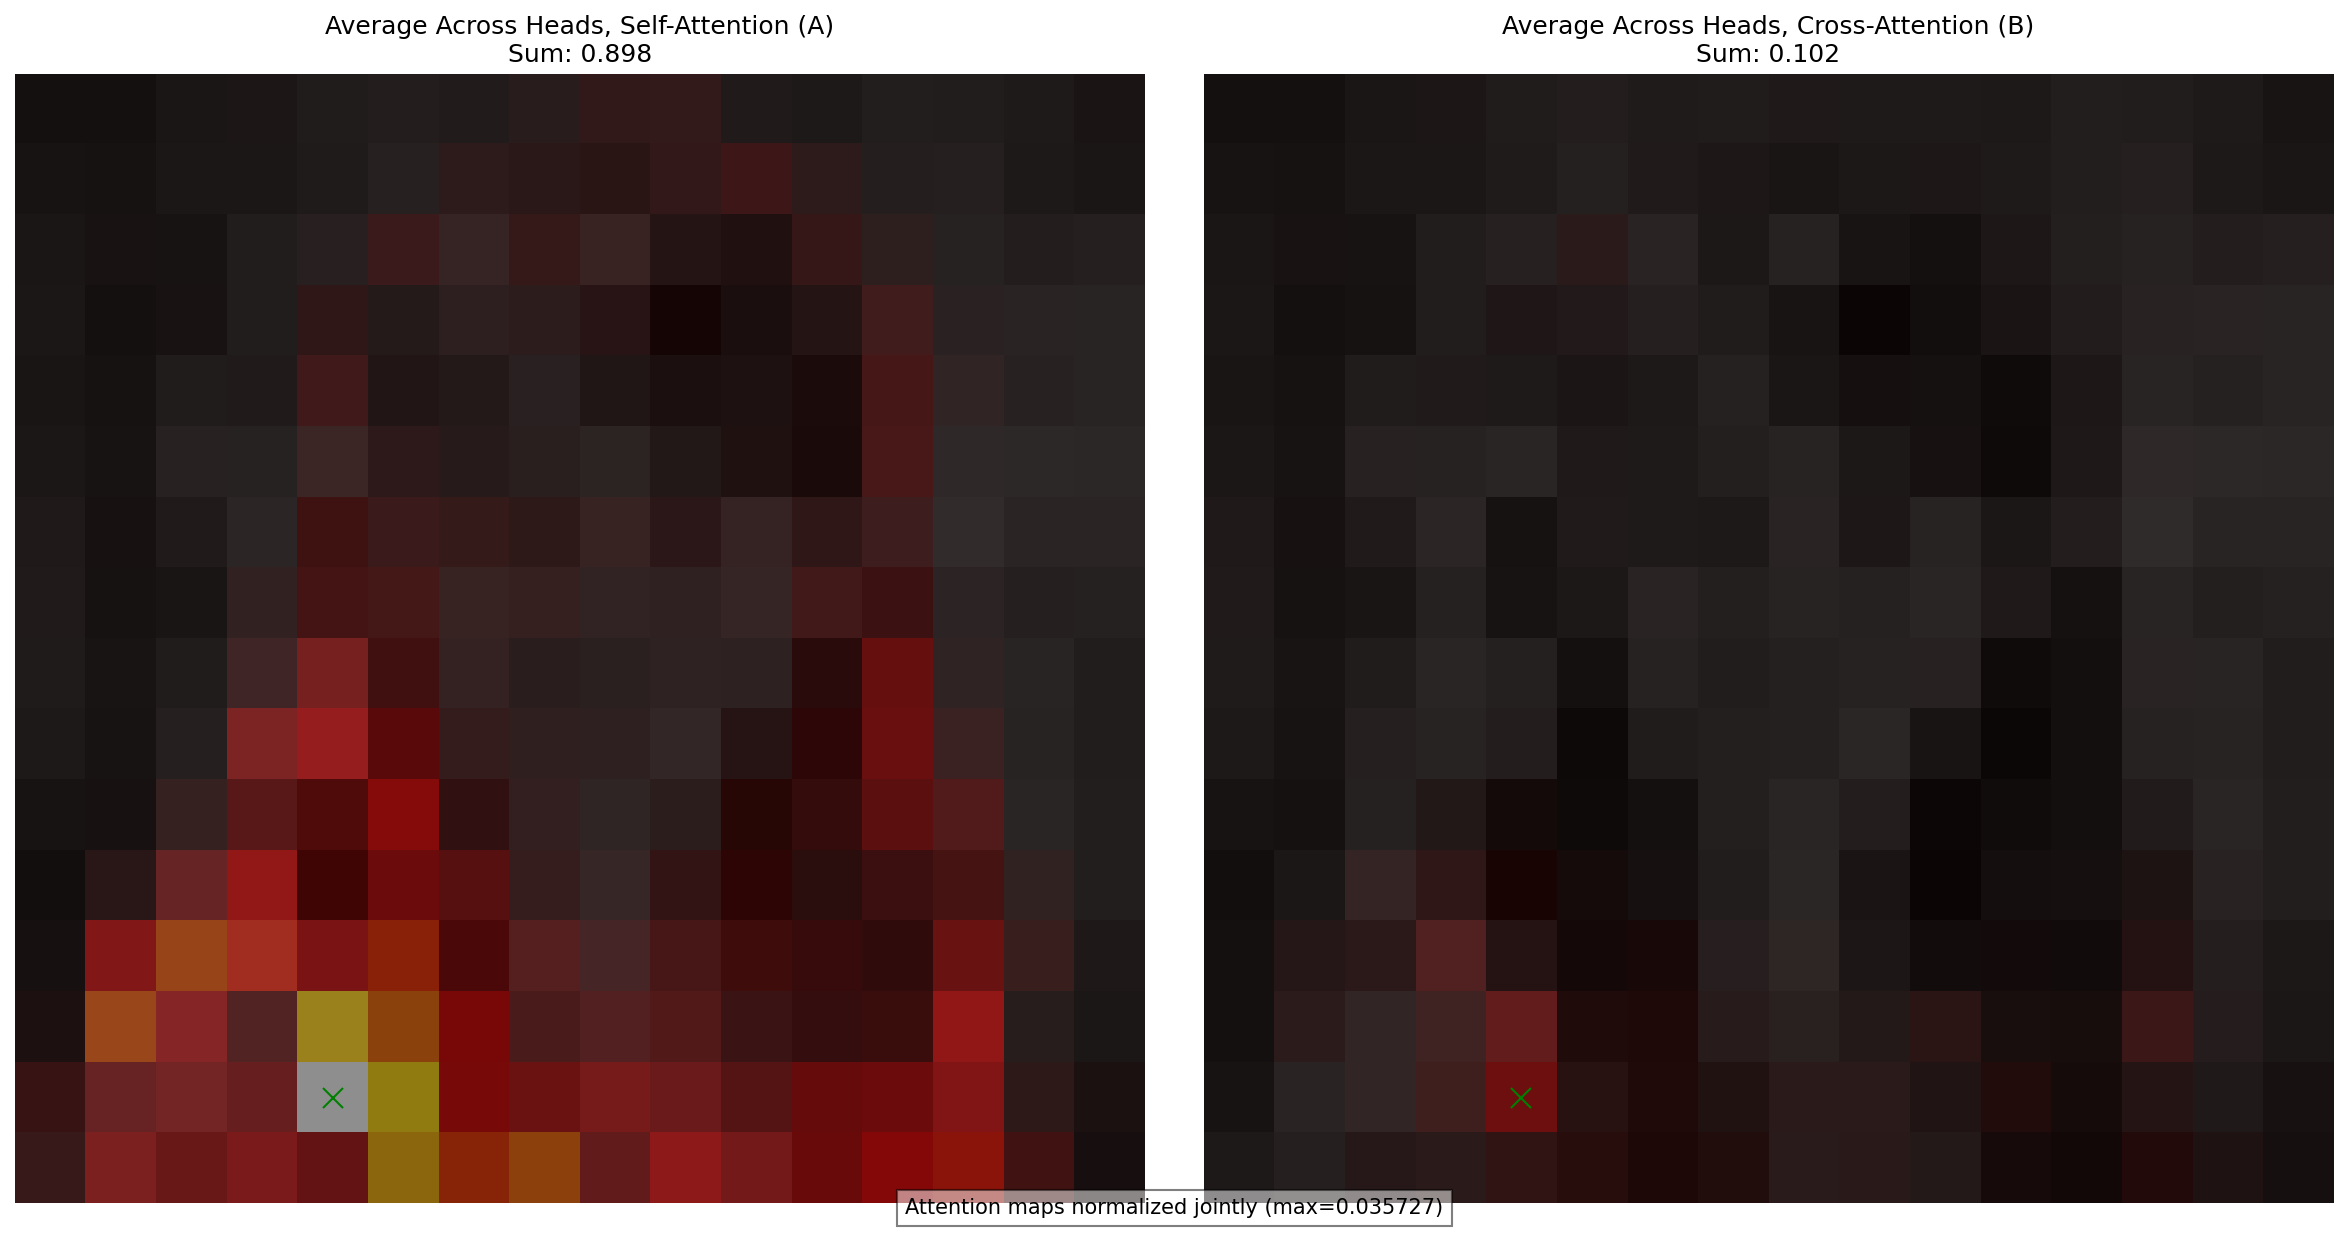 Average Across Heads, Self-Attention (A)
Sum: 0.898
Average Across Heads, Cross-Attention (B)
Sum: 0.102
Attention maps normalized jointly (max=0.035727)